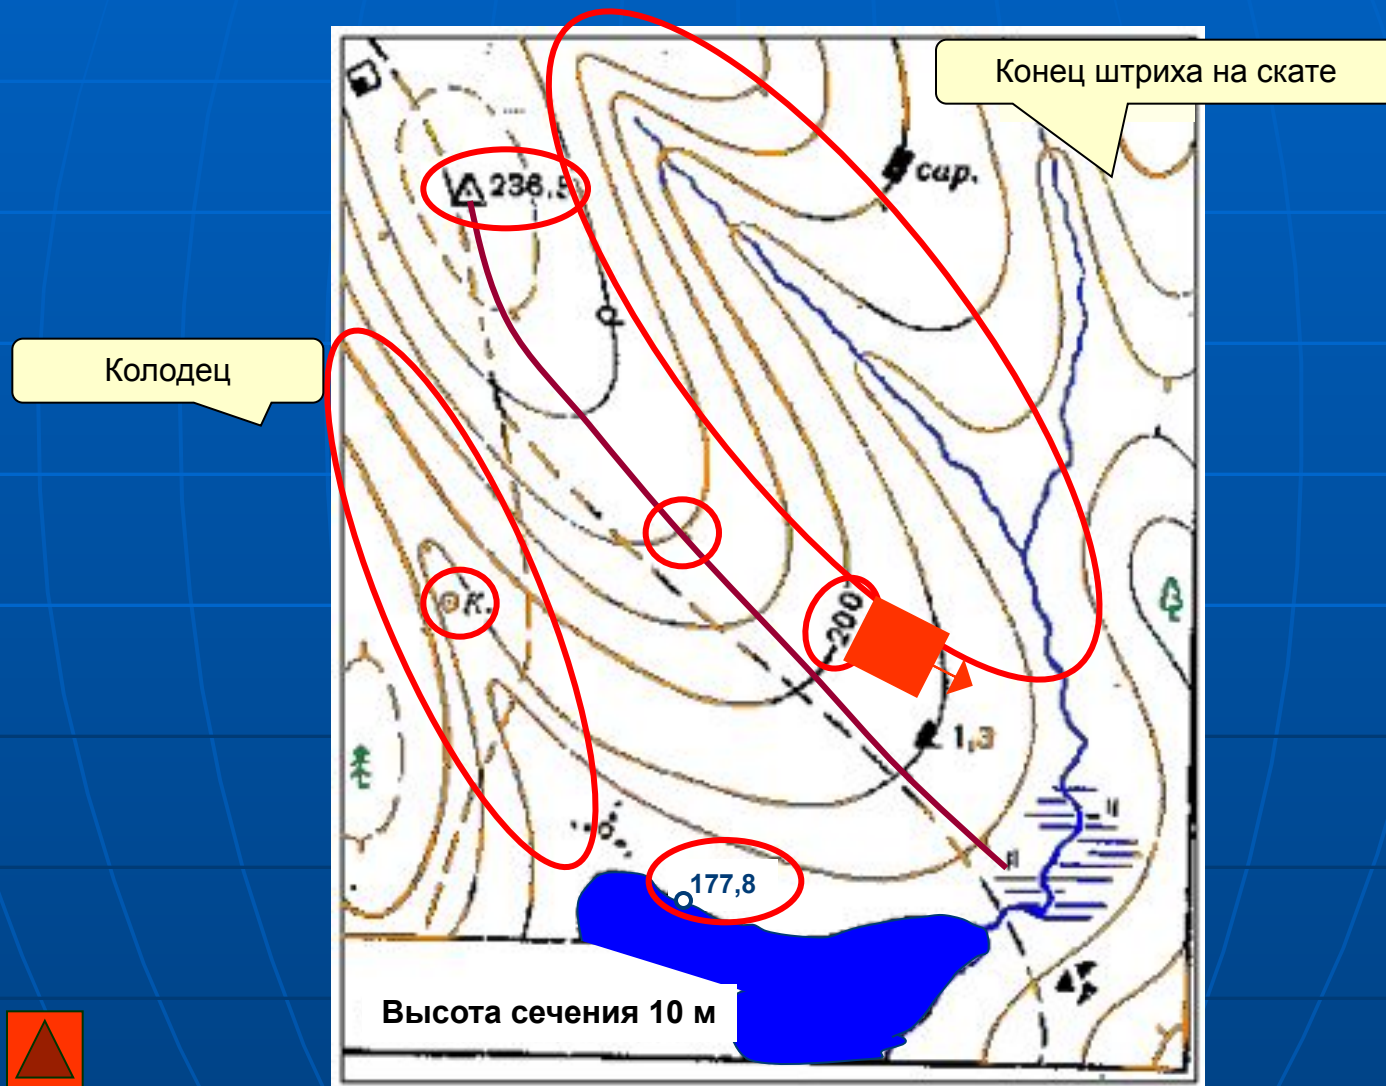 Конец штриха на скате
сар.
236,5
Колодец
К.
200
1,3
177,8
Высота сечения 10 м